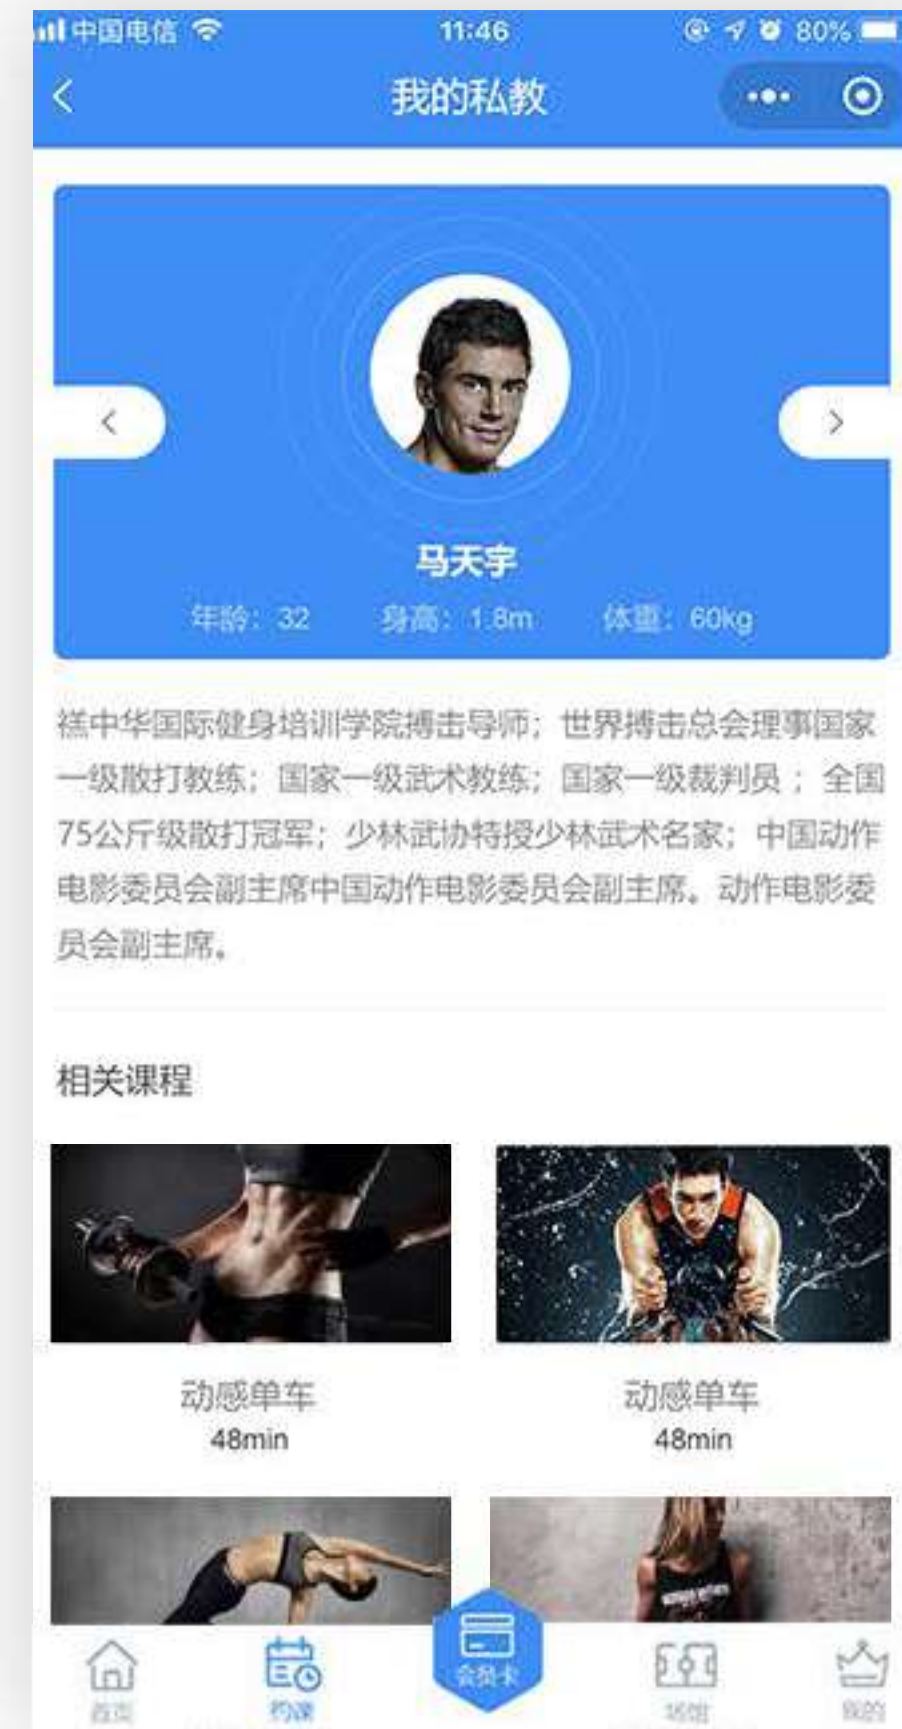 中国电信
11:46
80%
我的私教
马天宇
年龄：32 身高：1.8m 体重：60kg
禚中华国际健身培训学院搏击导师；世界搏击总会理事国家
一级散打教练；国家一级武术教练；国家一级裁判员 ；全国
75公斤级散打冠军；少林武协特授少林武术名家；中国动作
电影委员会副主席中国动作电影委员会副主席。动作电影委
员会副主席。
相关课程
动感单车 动感单车
48min 48min
首页 约课 会员卡 场馆 我的